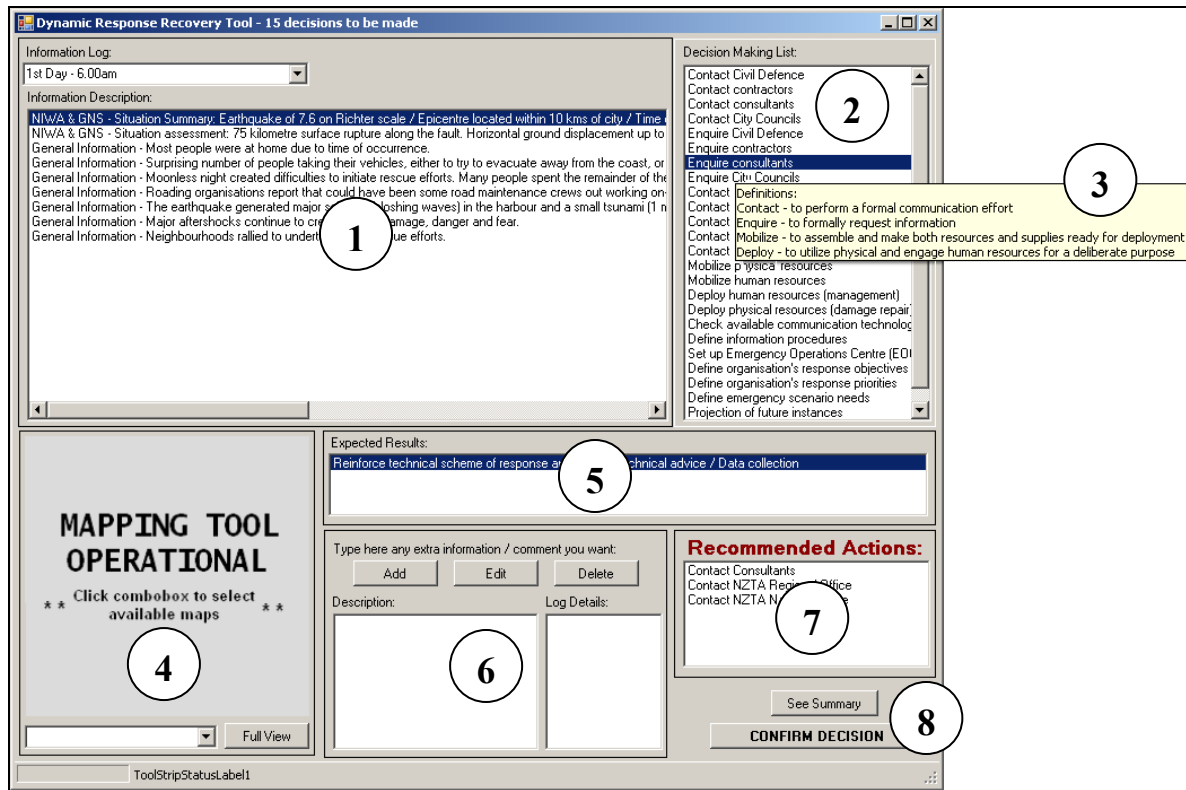 Dynamic Response Recovery Tool - 15 decisions to be made
Information Log:
1st Day - 6.00am
Information Description:
NIWA & GNS - Situation Summary: Earthquake of 7.6 on Richter scale / Epicentre located within 10 kms of city / Time
NIWA & GNS - Situation assessment: 75 kilometre surface rupture along the fault. Horizontal ground displacement up to
General Information - Most people were at home due to time of occurrence.
General Information - Surprising number of people taking their vehicles, either to try to evacuate away from the coast, or
General Information - Moonless night created difficulties to initiate rescue efforts. Many people spent the remainder of the
General Information - Roading organisations report that could have been some road maintenance crews out working on-
General Information - The earthquake generated major (sloshing waves) in the harbour and a small tsunami (1
General Information - Major aftershocks continue to damage, danger and fear.
General Information - Neighbourhoods rallied to efforts.
1
Decision Making List:
Contact Civil Defence
Contact contractors
Contact consultants
Contact City Councils
Enquire Civil Defence
Enquire contractors
Enquire consultants
Enquire City Councils
Contact
Contact
Contact
Contact
Contact
Mobilize physical resources
Mobilize human resources
Deploy human resources (management)
Deploy physical resources (damage repair)
Check available communication technolog
Define information procedures
Set up Emergency Operations Centre (EO
Define organisation's response objectives
Define organisation's response priorities
Define emergency scenario needs
Projection of future instances
2
Definitions:
Contact - to perform a formal communication effort
Enquire - to formally request information
Mobilize - to assemble and make both resources and supplies ready for deployment
Deploy - to utilize physical and engage human resources for a deliberate purpose
3
MAPPING TOOL
OPERATIONAL
* * Click combobox to select * *
available maps
4
Full View
Expected Results:
Reinforce technical scheme of response advice / Data collection
5
Type here any extra information / comment you want:
Add Edit Delete
Description: Log Details:
6
Recommended Actions:
Contact Consultants
Contact NZTA Regional Office
Contact NZTA
7
See Summary
CONFIRM DECISION
8
ToolStripStatusLabel1